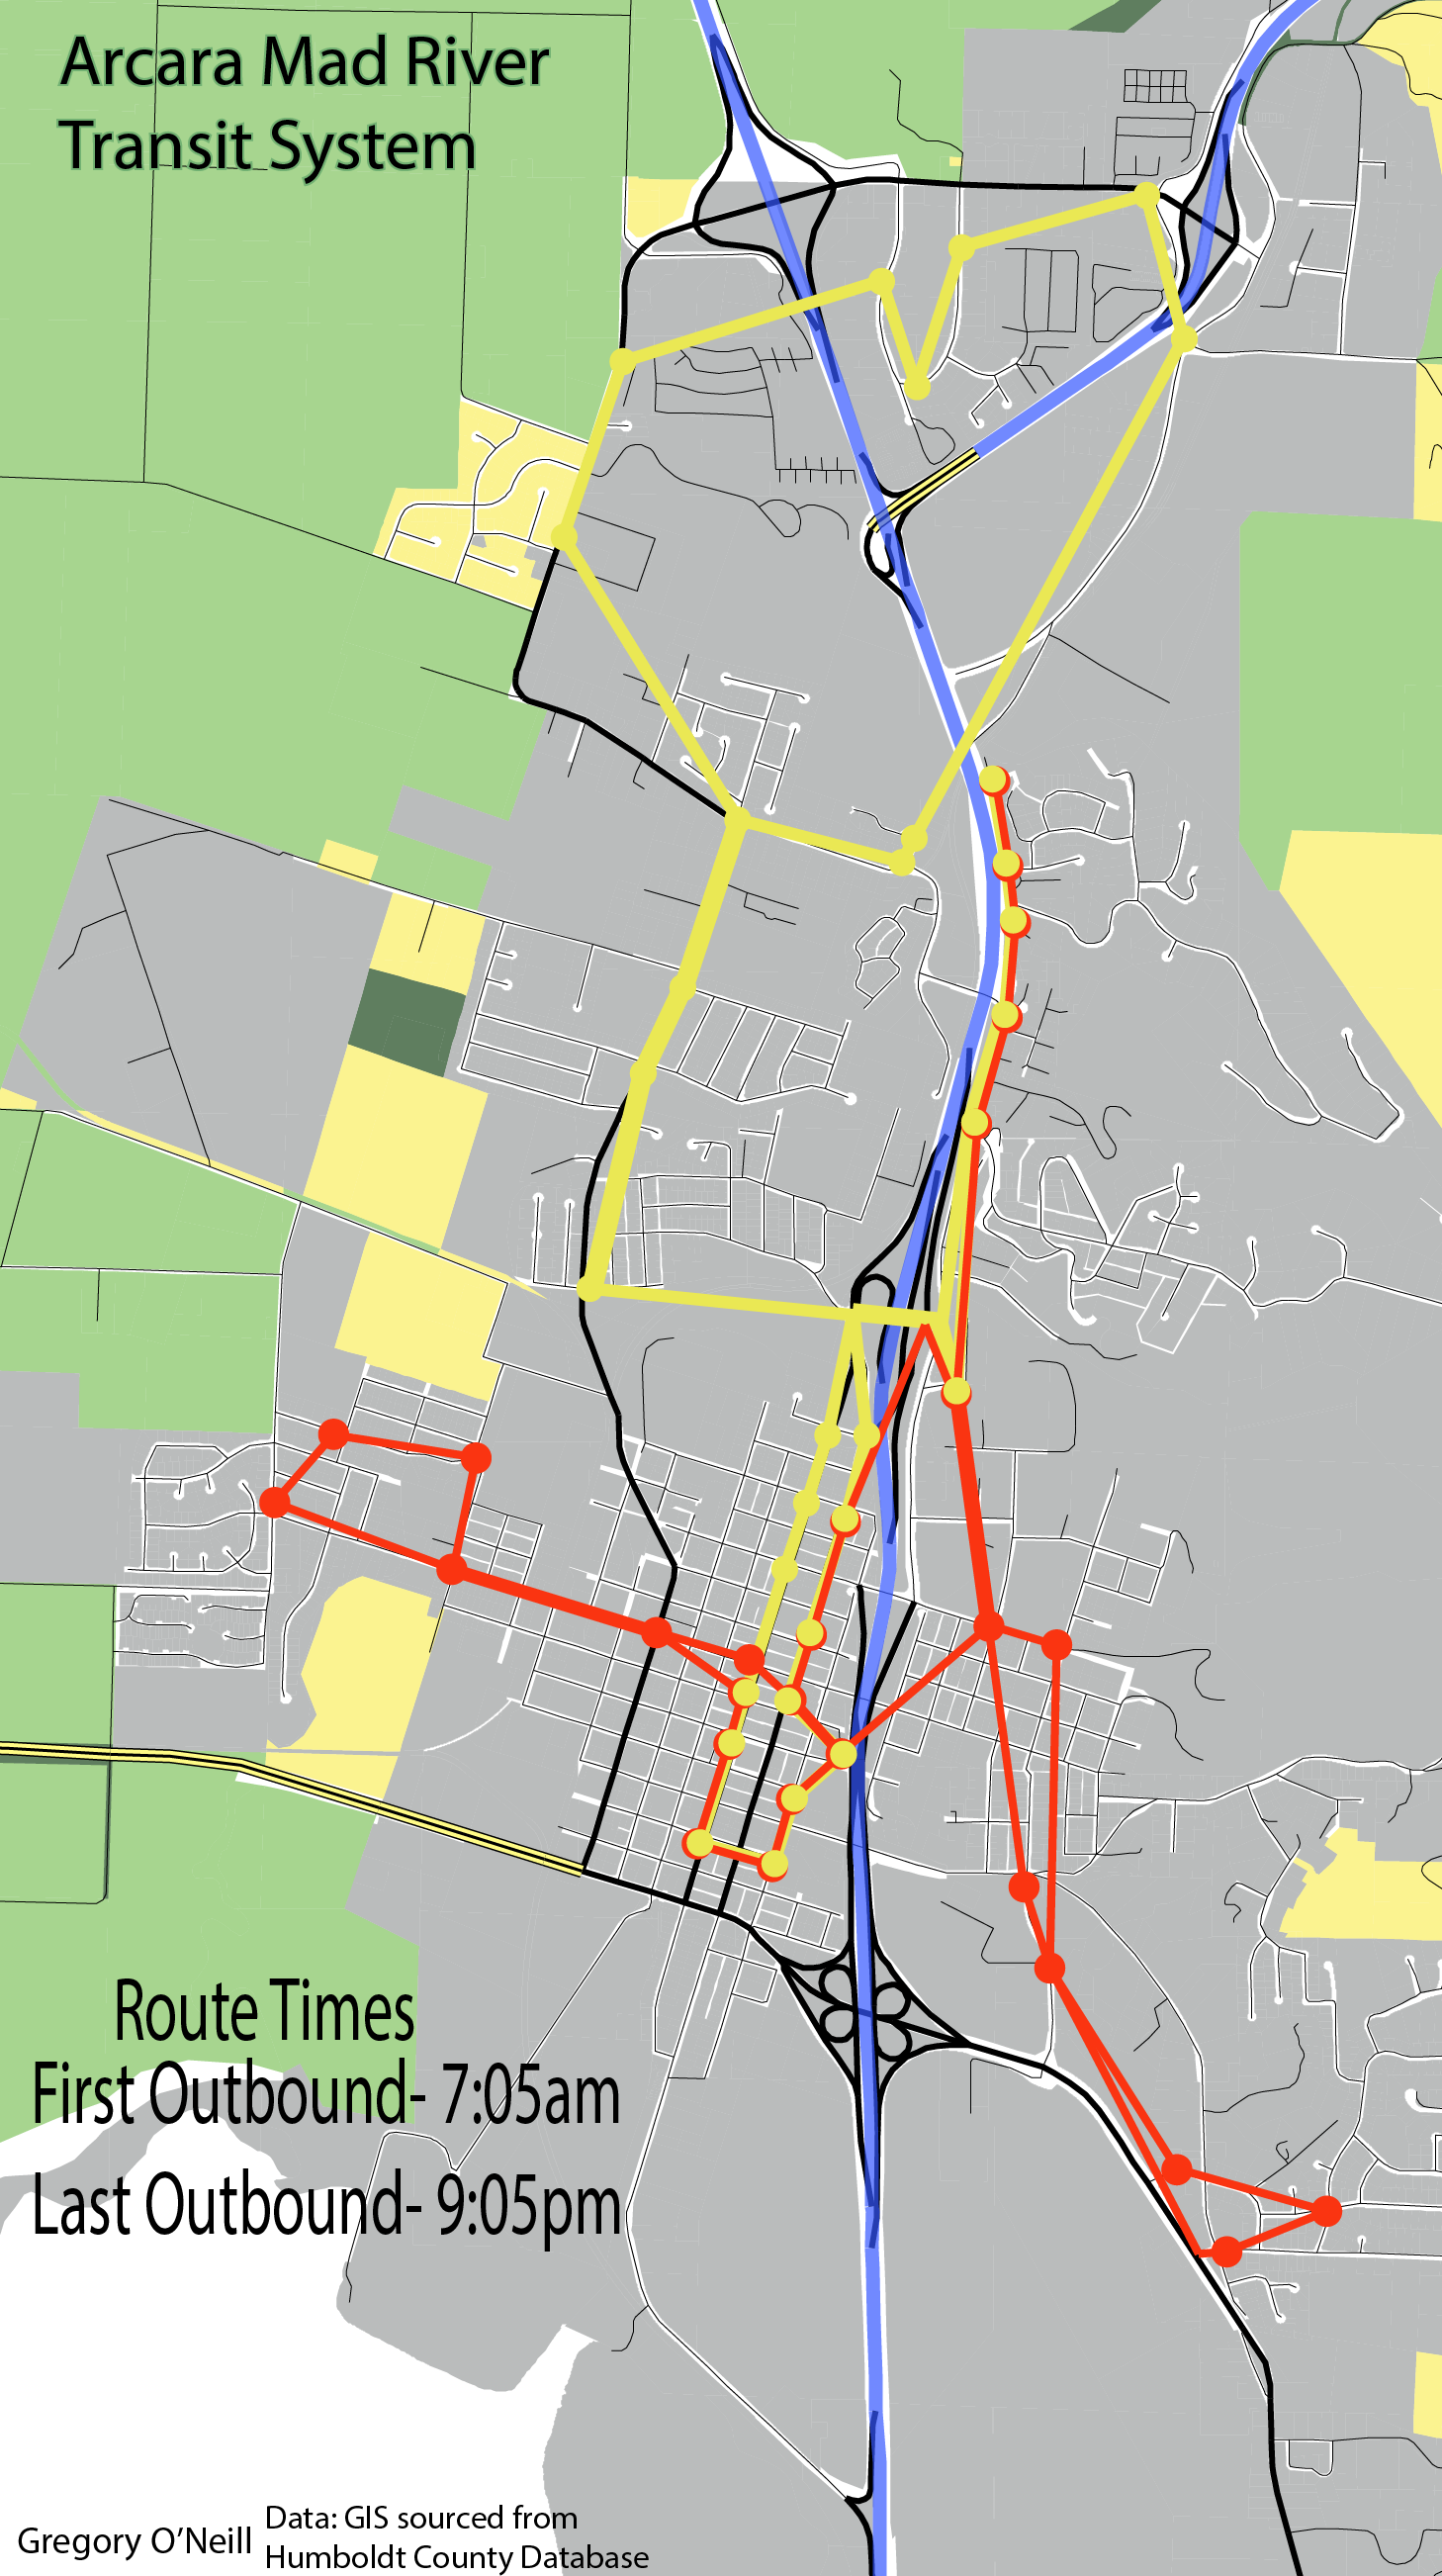 Arcara Mad River
Transit System
Route Times
First Outbound- 7:05am
Last Outbound- 9:05pm
Gregory O'Neill
Data: GIS sourced from
Humboldt County Database